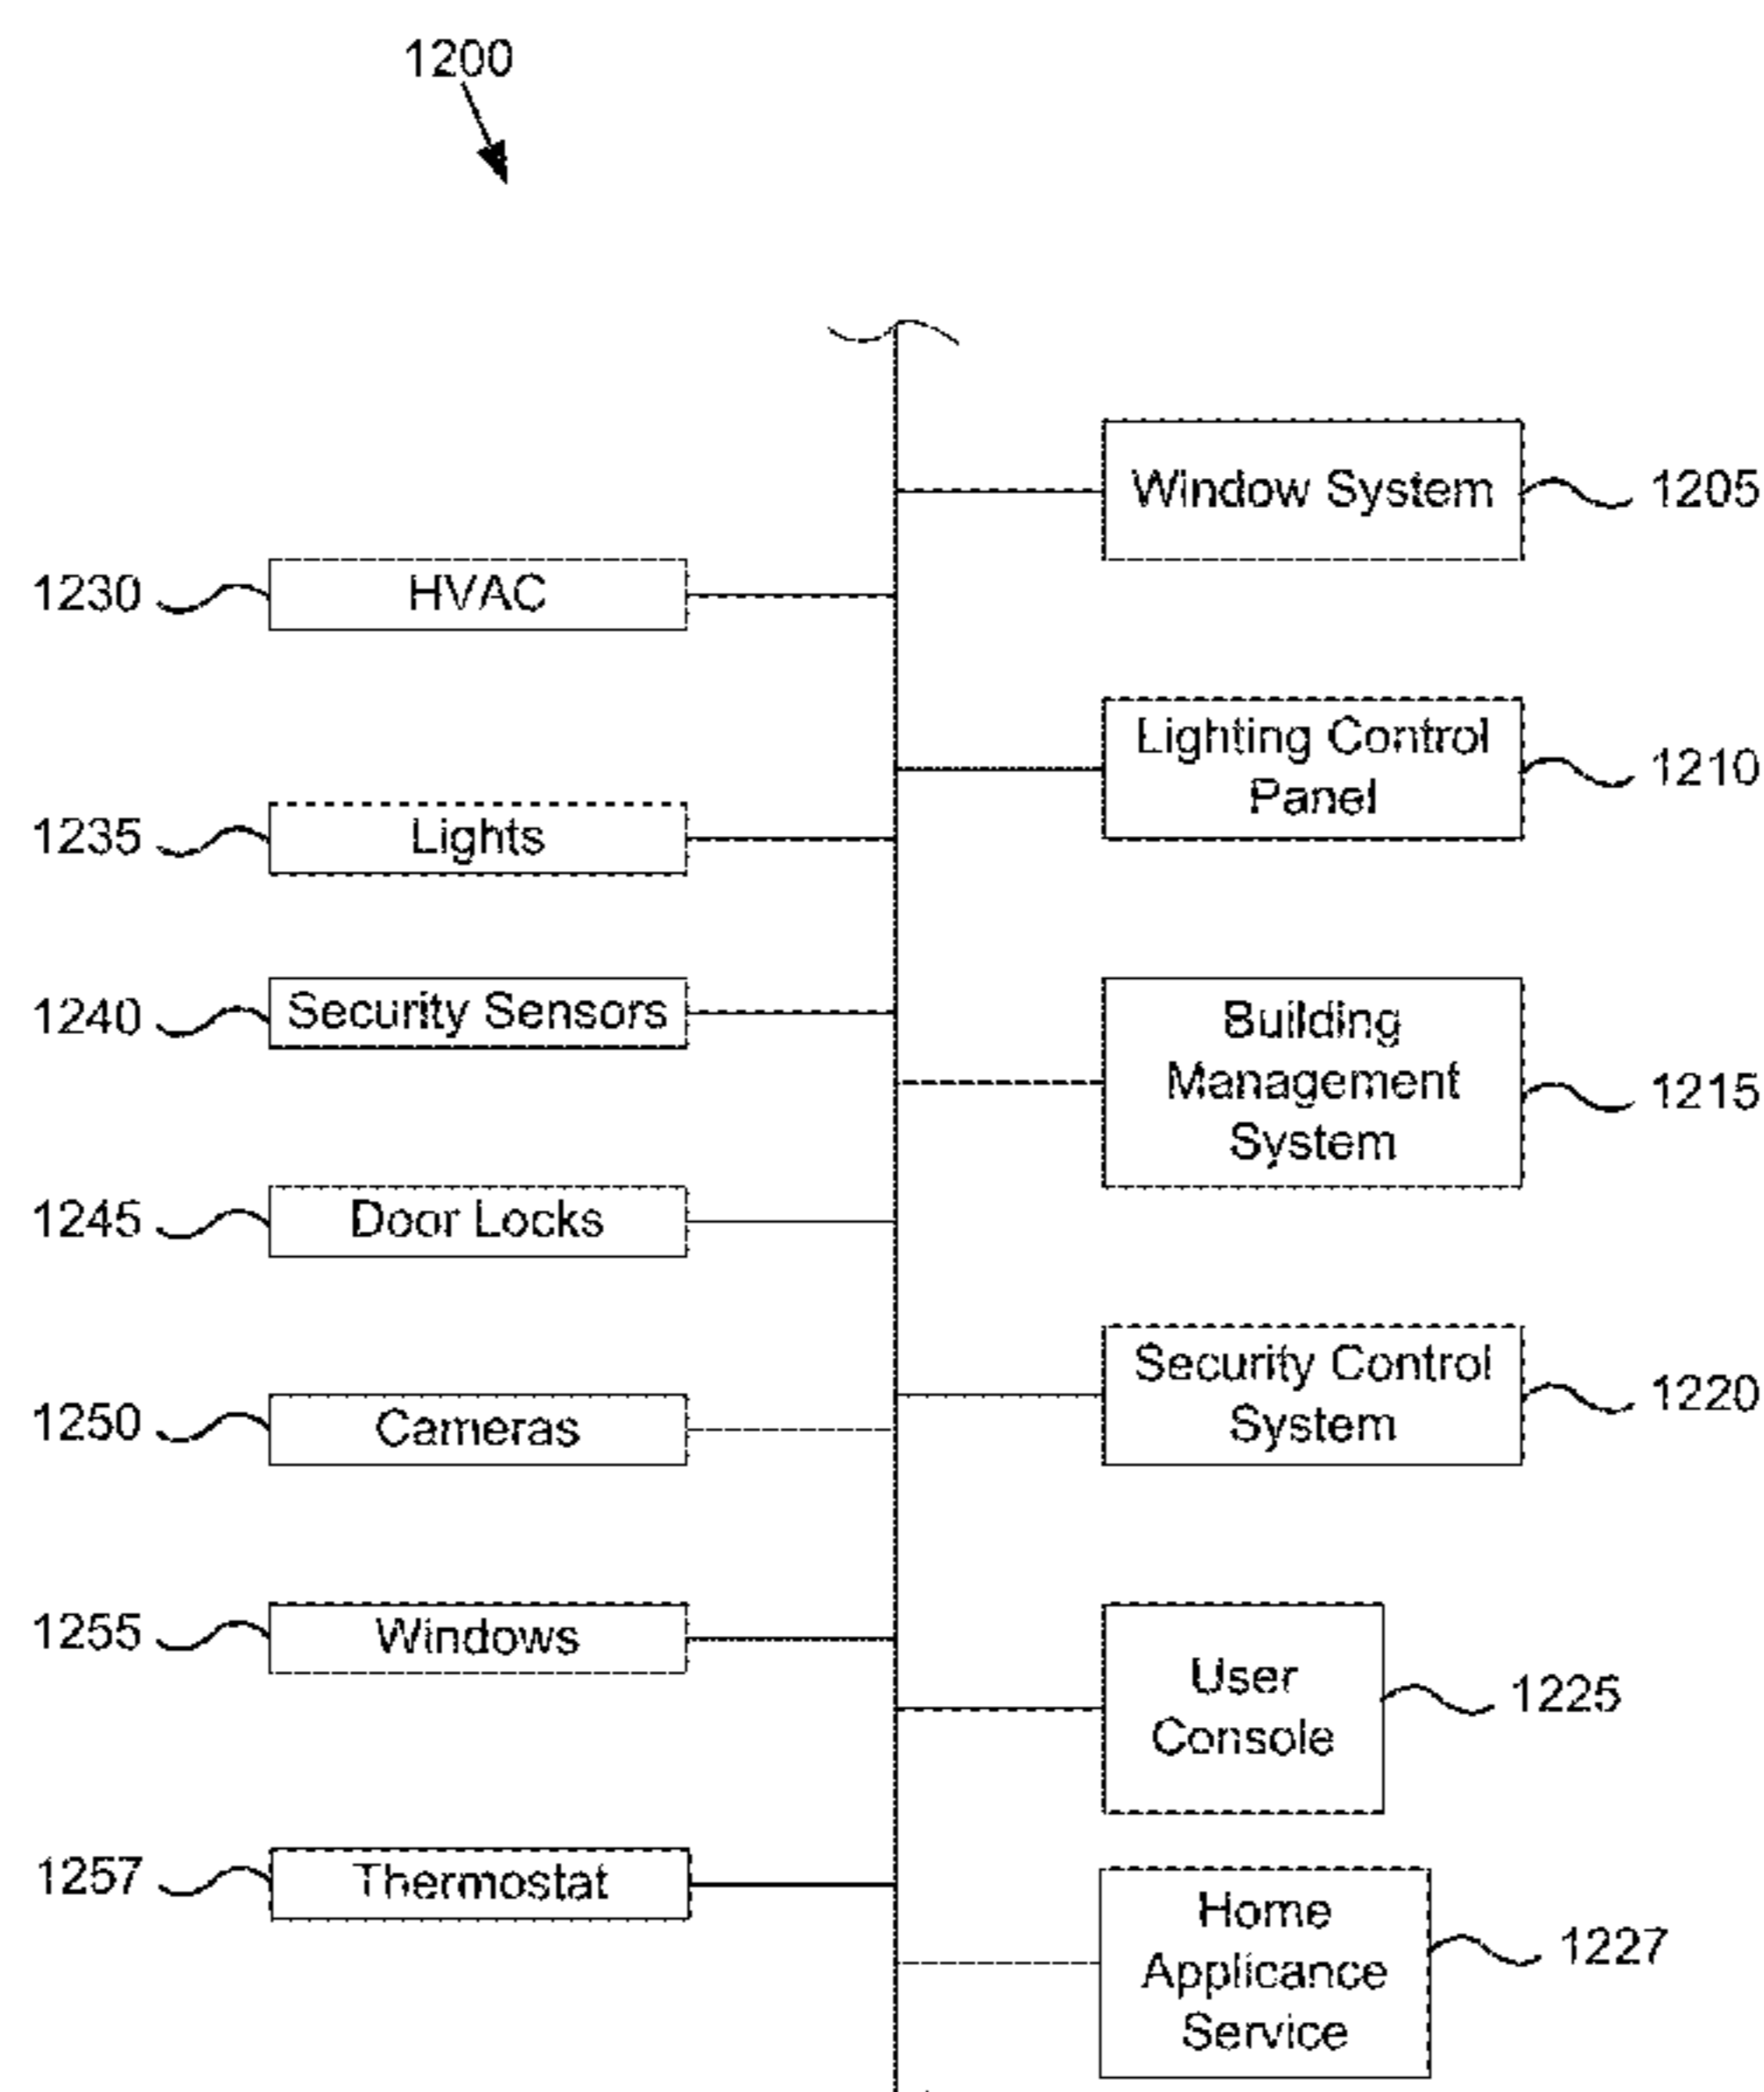 1200
Window System
1205
1230
HVAC
Lighting Control
Panel
1210
1235
Lights
1240
Security Sensors
Building
Management
System
1215
1245
Door Locks
Security Control
System
1220
1250
Cameras
1255
Windows
User
Console
1225
1257
Thermostat
Home
Applicance
Service
1227